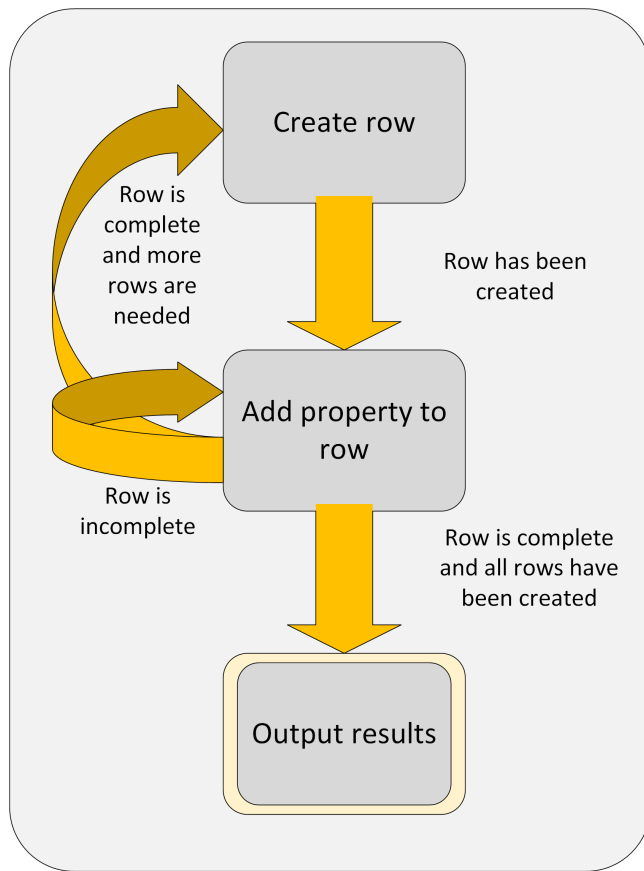 Create row
Row is
complete
and more
rows are
needed
Row has been
created
Add property to
row
Row is
incomplete
Row is complete
and all rows have
been created
Output results